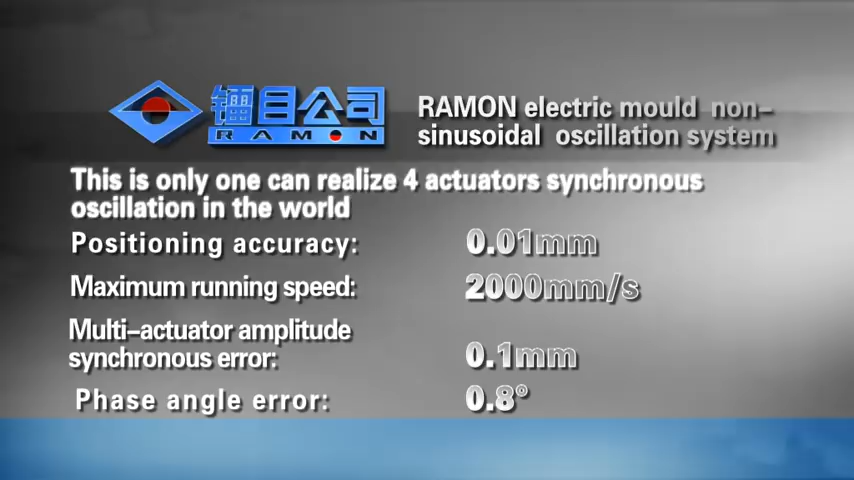 镭目公司
RAMON
RAMON electric mould non-
sinusoidal oscillation system
This is only one can realize 4 actuators synchronous
oscillation in the world
Positioning accuracy: 0.01mm
Maximum running speed: 2000mm/s
Multi-actuator amplitude
synchronous error: 0.1mm
Phase angle error: 0.8°